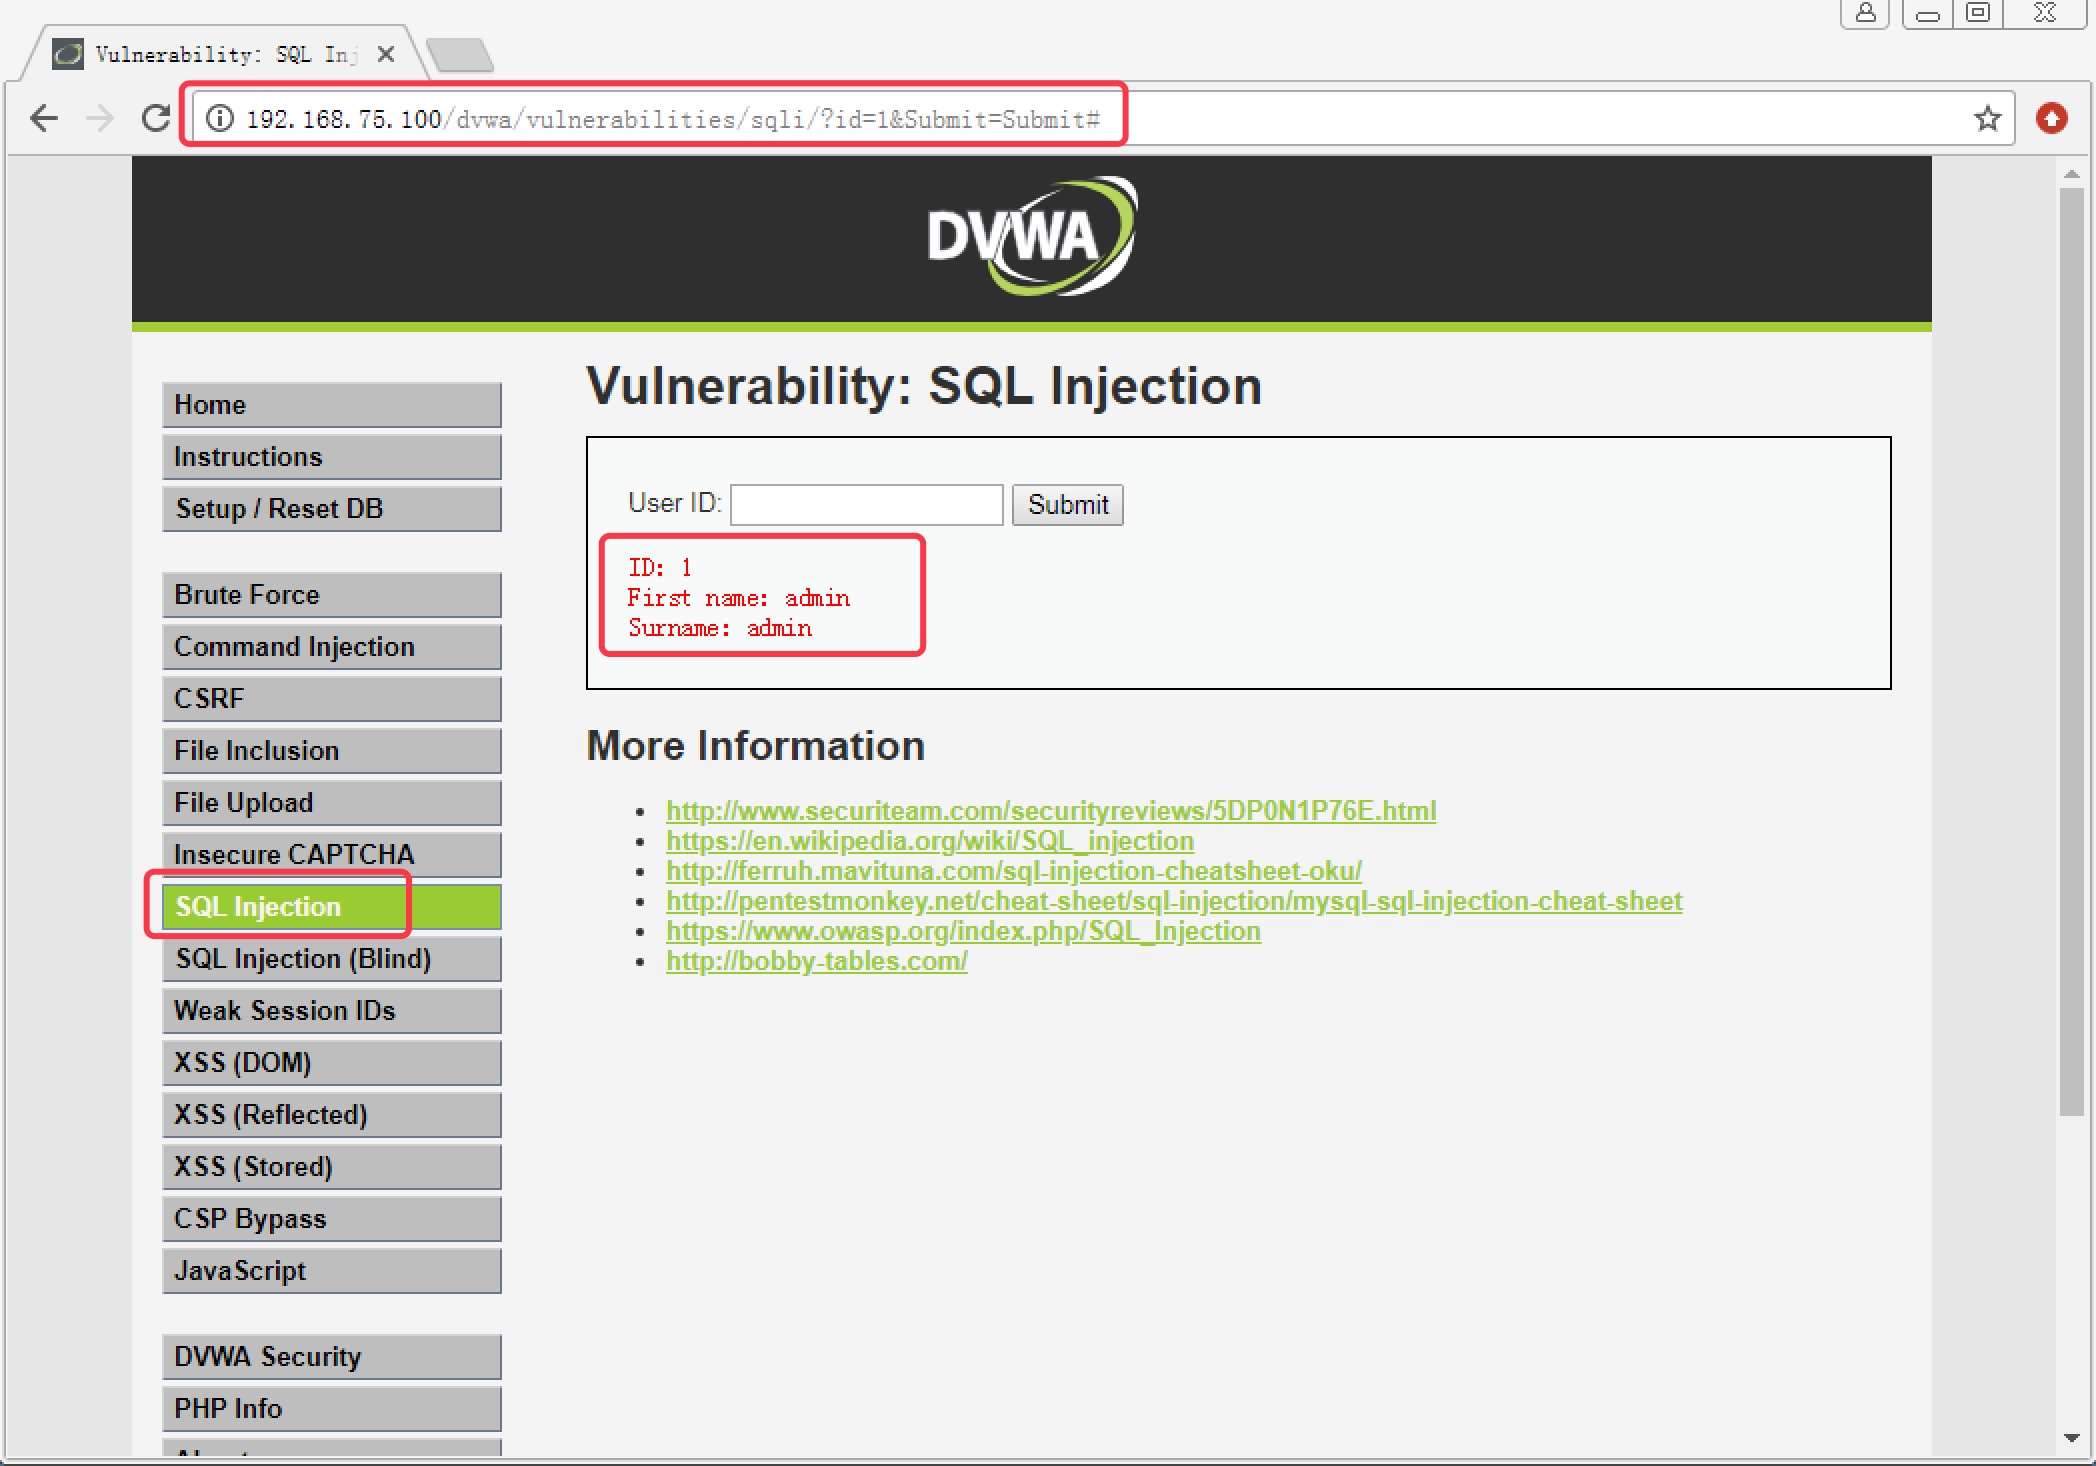 Vulnerability: SQL Inj
192.168.75.100/dvwa/vulnerabilities/sqli/?id=1&Submit=Submit#
DVWA
Home
Instructions
Setup / Reset DB
Brute Force
Command Injection
CSRF
File Inclusion
File Upload
Insecure CAPTCHA
SQL Injection
SQL Injection (Blind)
Weak Session IDs
XSS (DOM)
XSS (Reflected)
XSS (Stored)
CSP Bypass
JavaScript
DVWA Security
PHP Info
Vulnerability: SQL Injection
User ID: Submit
ID: 1
First name: admin
Surname: admin
More Information
http://www.securiteam.com/securityreviews/5DP0N1P76E.html
https://en.wikipedia.org/wiki/SQL_injection
http://ferruh.mavituna.com/sql-injection-cheatsheet-oku/
http://pentestmonkey.net/cheat-sheet/sql-injection/mysql-sql-injection-cheat-sheet
https://www.owasp.org/index.php/SQL_Injection
http://bobby-tables.com/